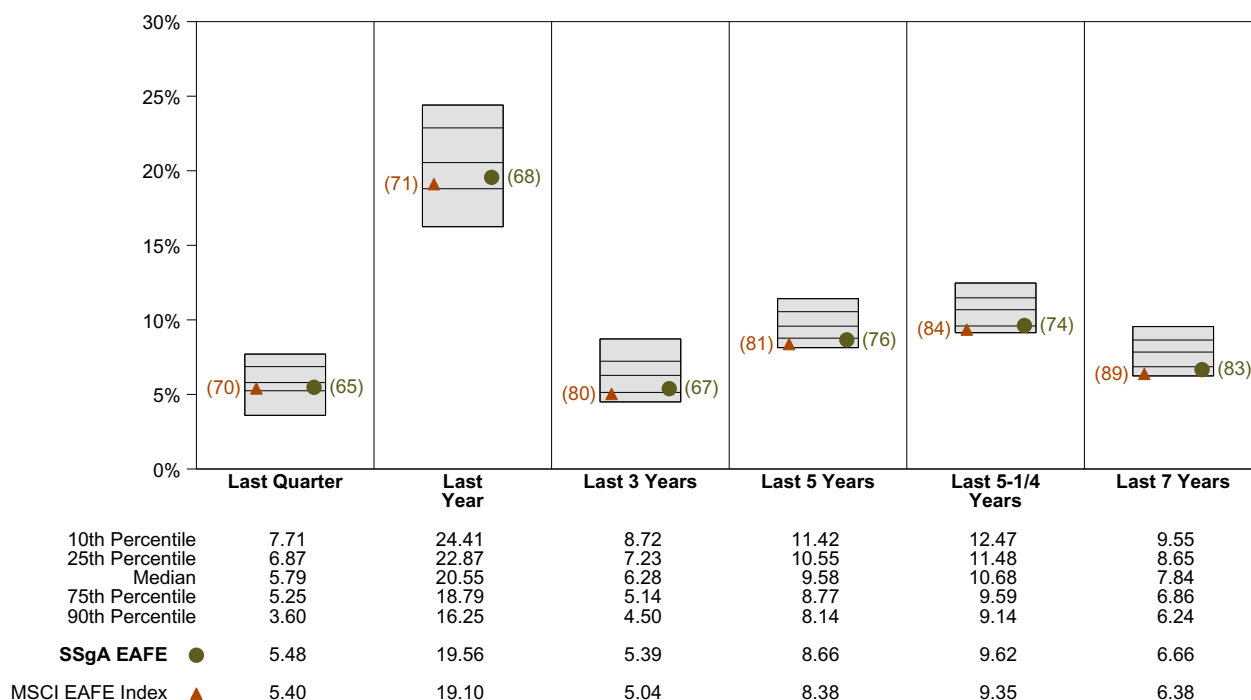 30%
25%
20%
15%
10%
5%
0%
(70) (65)
(71) (68)
(80) (67)
(81) (76)
(84) (74)
(89) (83)
Last Quarter Last Last 3 Years Last 5 Years Last 5-1/4 Last 7 Years
Year Years
10th Percentile 7.71 24.41 8.72 11.42 12.47 9.55
25th Percentile 6.87 22.87 7.23 10.55 11.48 8.65
Median 5.79 20.55 6.28 9.58 10.68 7.84
75th Percentile 5.25 18.79 5.14 8.77 9.59 6.86
90th Percentile 3.60 16.25 4.50 8.14 9.14 6.24
SSgA EAFE 5.48 19.56 5.39 8.66 9.62 6.66
MSCI EAFE Index 5.40 19.10 5.04 8.38 9.35 6.38